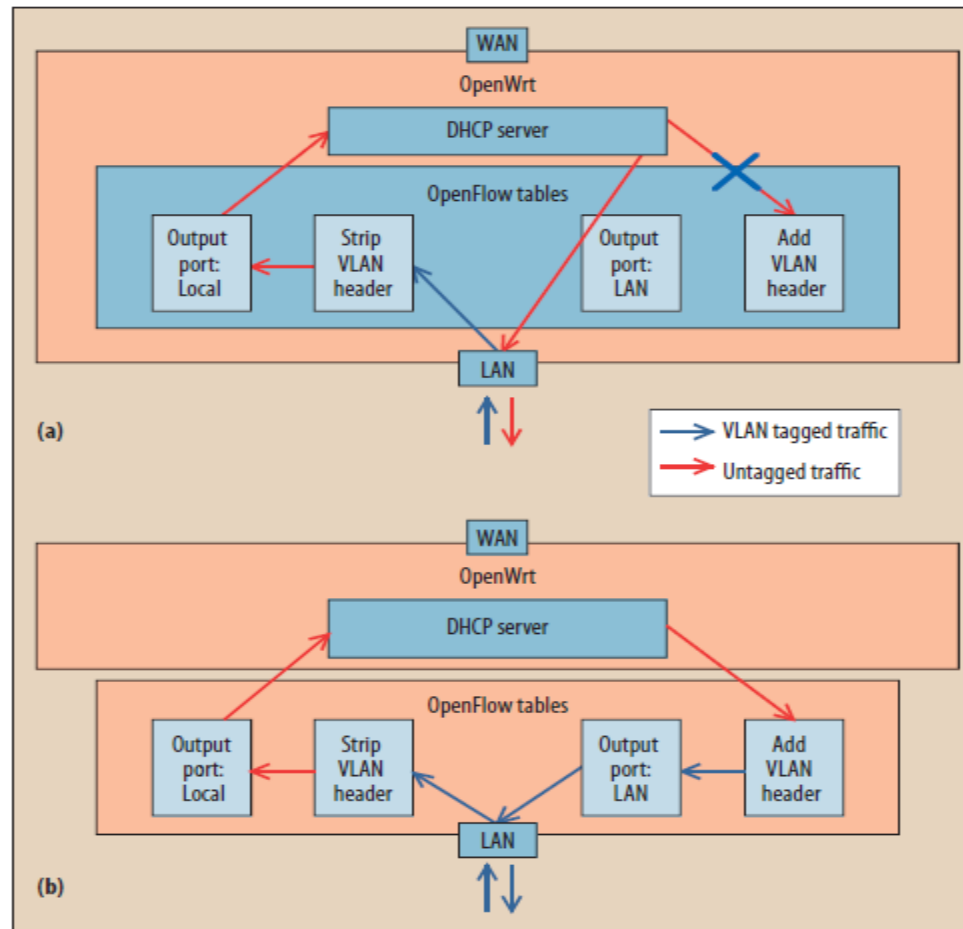 WAN
OpenWrt
DHCP server
OpenFlow tables
Output
port:
Local
Strip
VLAN
header
Output
port:
LAN
Add
VLAN
header
LAN
(a)
VLAN tagged traffic
Untagged traffic
WAN
OpenWrt
DHCP server
OpenFlow tables
Output
port:
Local
Strip
VLAN
header
Output
port:
LAN
Add
VLAN
header
LAN
(b)